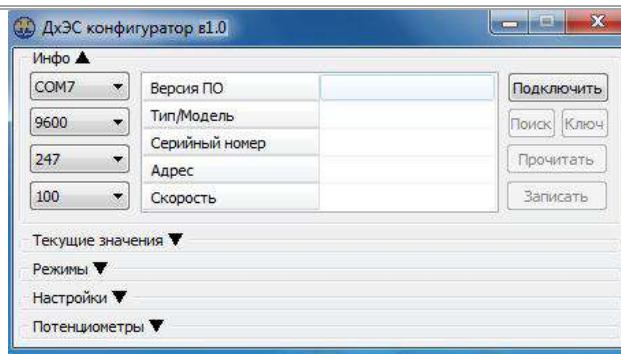 ДхЭС конфигуратор в1.0
Инфо ▲
COM7
Версия ПО
Подключить
9600
Тип/Модель
Поиск Ключ
Серийный номер
247
Адрес
Прочитать
100
Скорость
Записать
Текущие значения ▼
Режимы ▼
Настройки ▼
Потенциометры ▼